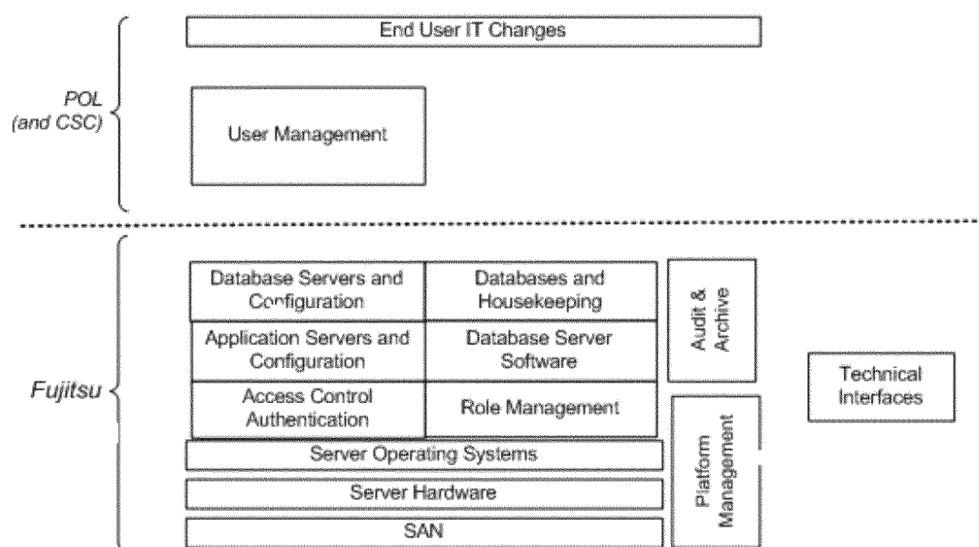 End User IT Changes
POL
(and CSC)
User Management
Fujitsu
Database Servers and
Configuration
Databases and
Housekeeping
Application Servers and
Configuration
Database Server
Software
Access Control
Authentication
Role Management
Server Operating Systems
Server Hardware
SAN
Audit &
Archive
Platform
Management
Technical
Interfaces